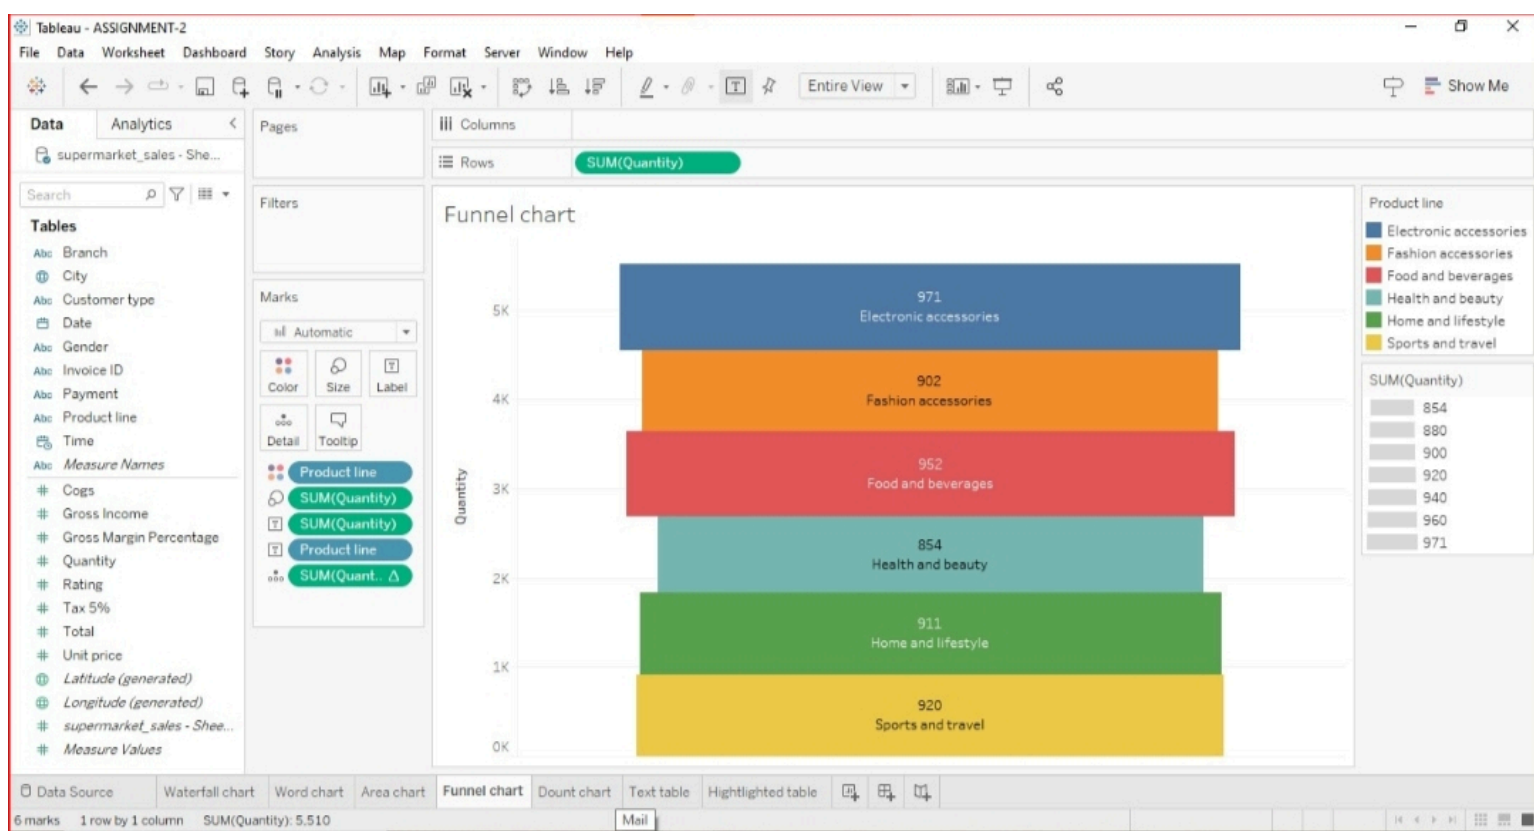 Tableau - ASSIGNMENT-2
File Data Worksheet Dashboard Story Analysis Map Format Server Window Help
Entire View
Show Me
Data Analytics
supermarket_sales - She...
Search
Tables
Abc Branch
City
Abc Customer type
Date
Abc Gender
Abc Invoice ID
Abc Payment
Abc Product line
Time
Abc Measure Names
# Cogs
# Gross Income
# Gross Margin Percentage
# Quantity
# Rating
# Tax 5%
# Total
# Unit price
Latitude (generated)
Longitude (generated)
# supermarket_sales - Shee...
# Measure Values
Pages
Filters
Marks
Automatic
Color Size Label
Detail Tooltip
Product line
SUM(Quantity)
SUM(Quantity)
Product line
SUM(Quant.. Δ
Columns
Rows SUM(Quantity)
Funnel chart
Quantity
5K
4K
3K
2K
1K
0K
971
Electronic accessories
902
Fashion accessories
952
Food and beverages
854
Health and beauty
911
Home and lifestyle
920
Sports and travel
Product line
Electronic accessories
Fashion accessories
Food and beverages
Health and beauty
Home and lifestyle
Sports and travel
SUM(Quantity)
854
880
900
920
940
960
971
Data Source Waterfall chart Word chart Area chart Funnel chart Dount chart Text table Hightlighted table
6 marks 1 row by 1 column SUM(Quantity): 5,510
Mail